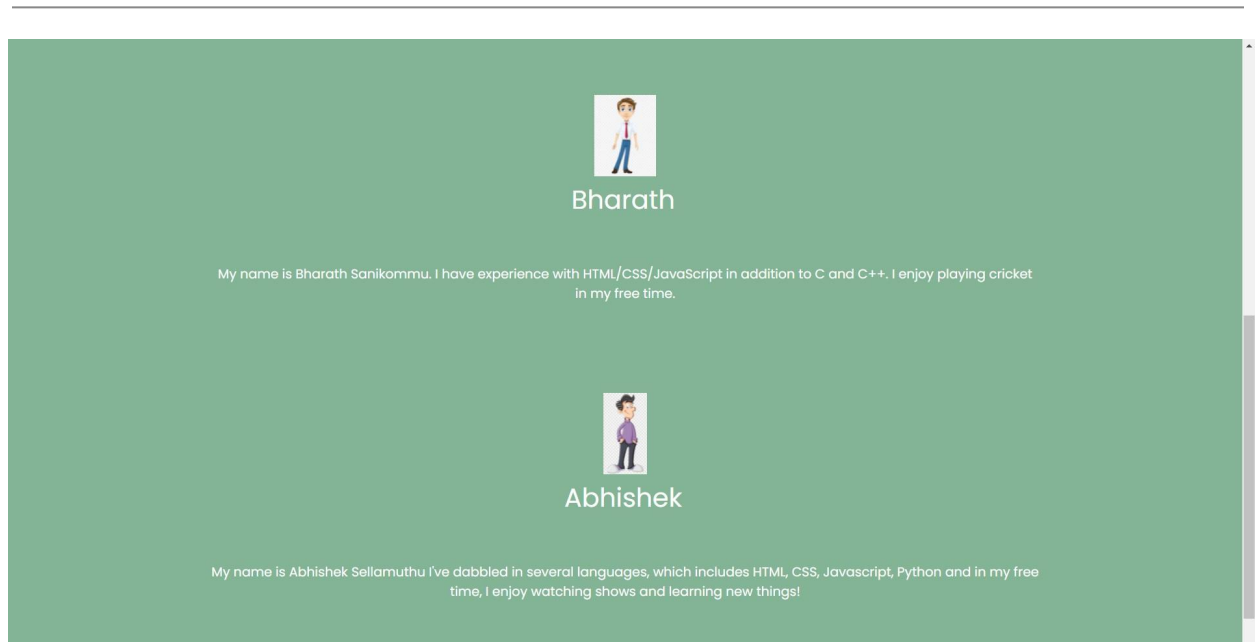 Bharath
My name is Bharath Sanikommu. I have experience with HTML/CSS/JavaScript in addition to C and C++. I enjoy playing cricket
in my free time.
Abhishek
My name is Abhishek Sellamuthu I've dabbled in several languages, which includes HTML, CSS, Javascript, Python and in my free
time, I enjoy watching shows and learning new things!